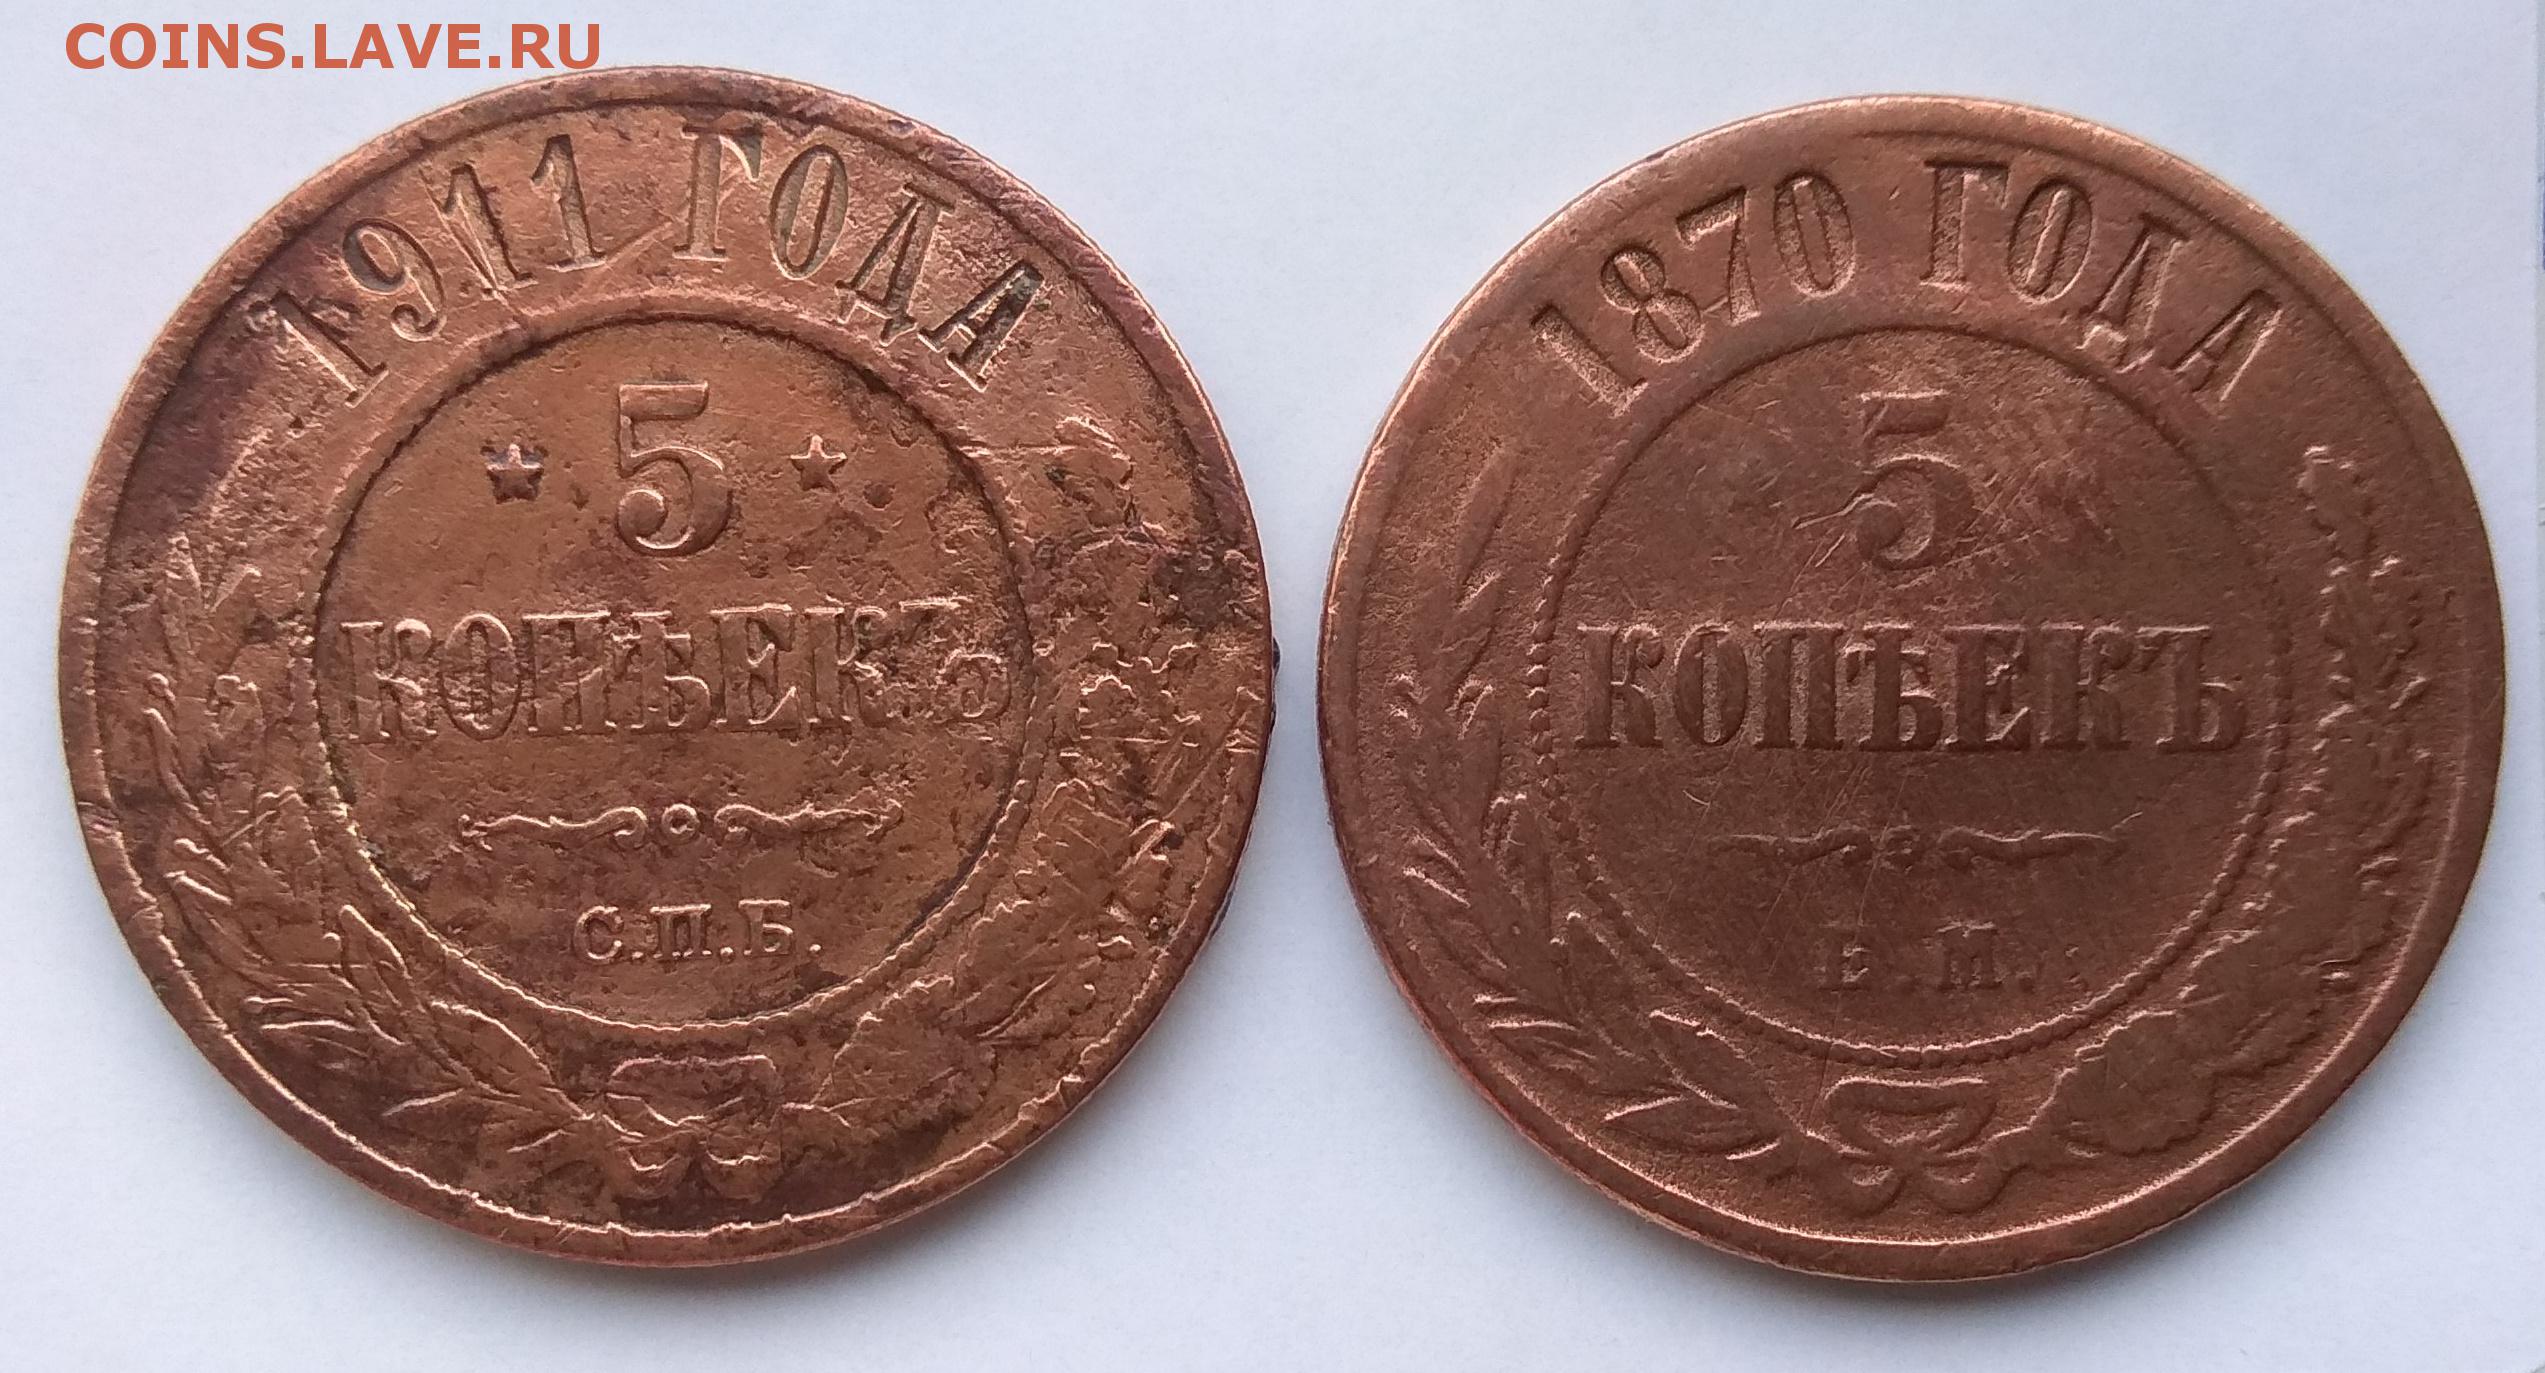 COINS.LAVE.RU
1911 ГОДА
5
КОПѢЕКЪ
С.П.Б.
1870 ГОДА
5
КОПѢЕКЪ
Е.М.